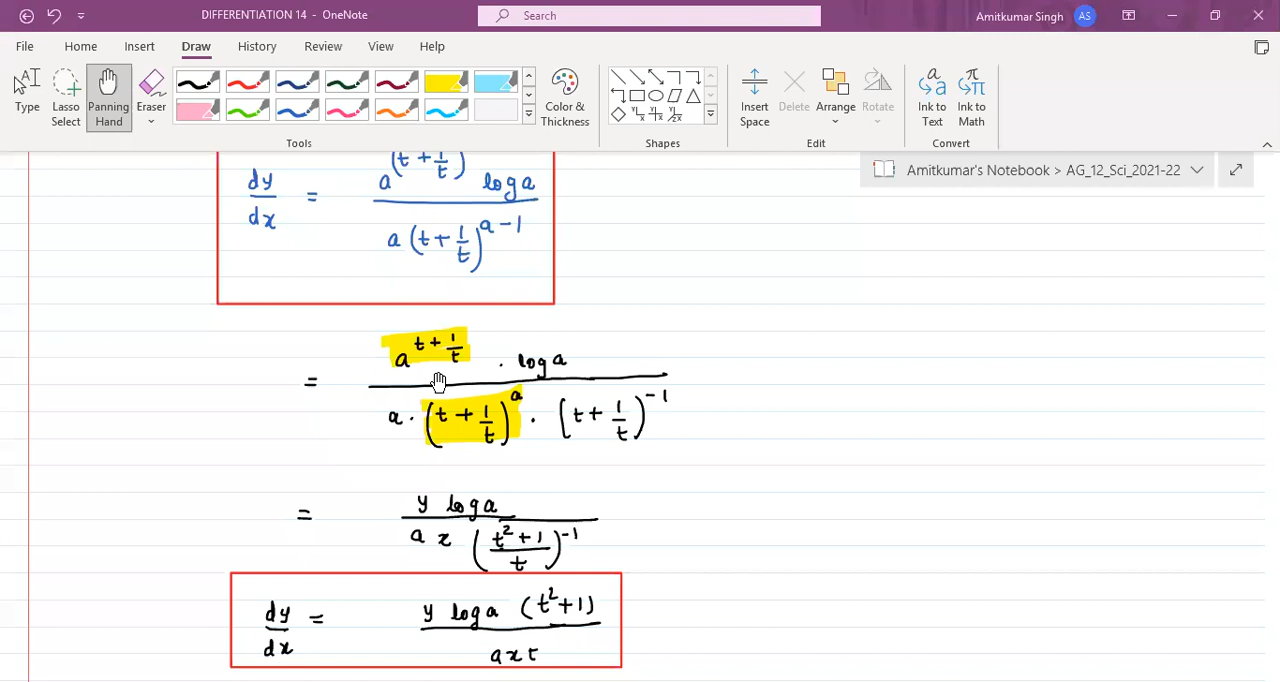 DIFFERENTIATION 14 - OneNote
Search
Amitkumar Singh AS
File Home Insert Draw History Review View Help
Type Lasso Select Panning Hand Eraser Color & Thickness Insert Space Delete Arrange Rotate Ink to Text Ink to Math
Tools Shapes Edit Convert
Amitkumar's Notebook > AG_12_Sci_2021-22
dy/dx = a^(t + 1/t) log a / a (t + 1/t)^(a - 1)
= a^(t + 1/t) . log a / a . (t + 1/t)^a . (t + 1/t)^-1
= y log a / a x ((t² + 1)/t)^-1
dy/dx = y log a (t² + 1) / a x t